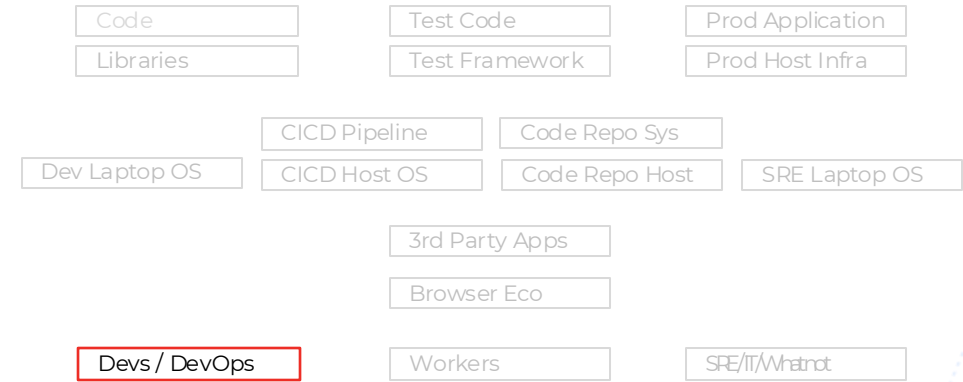 Code
Test Code
Prod Application
Libraries
Test Framework
Prod Host Infra
CICD Pipeline
Code Repo Sys
Dev Laptop OS
CICD Host OS
Code Repo Host
SRE Laptop OS
3rd Party Apps
Browser Eco
Devs / DevOps
Workers
SRE/IT/Whatnot